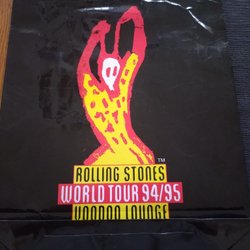 TM
ROLLING STONES
WORLD TOUR 94/95
VOODOO LOUNGE